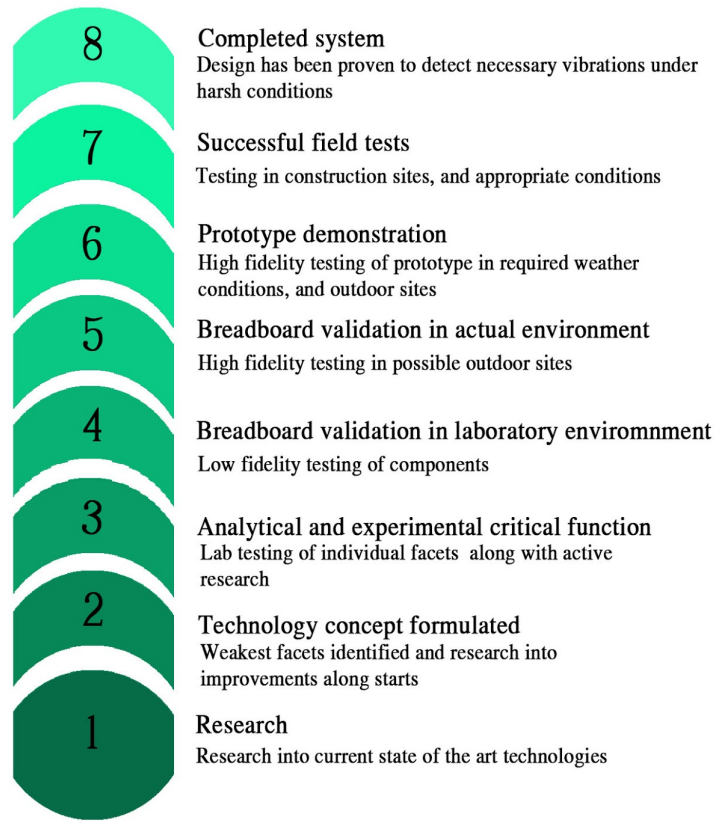 8
Completed system
Design has been proven to detect necessary vibrations under
harsh conditions
7
Successful field tests
Testing in construction sites, and appropriate conditions
6
Prototype demonstration
High fidelity testing of prototype in required weather
conditions, and outdoor sites
5
Breadboard validation in actual environment
High fidelity testing in possible outdoor sites
4
Breadboard validation in laboratory enviromnment
Low fidelity testing of components
3
Analytical and experimental critical function
Lab testing of individual facets along with active
research
2
Technology concept formulated
Weakest facets identified and research into
improvements along starts
1
Research
Research into current state of the art technologies